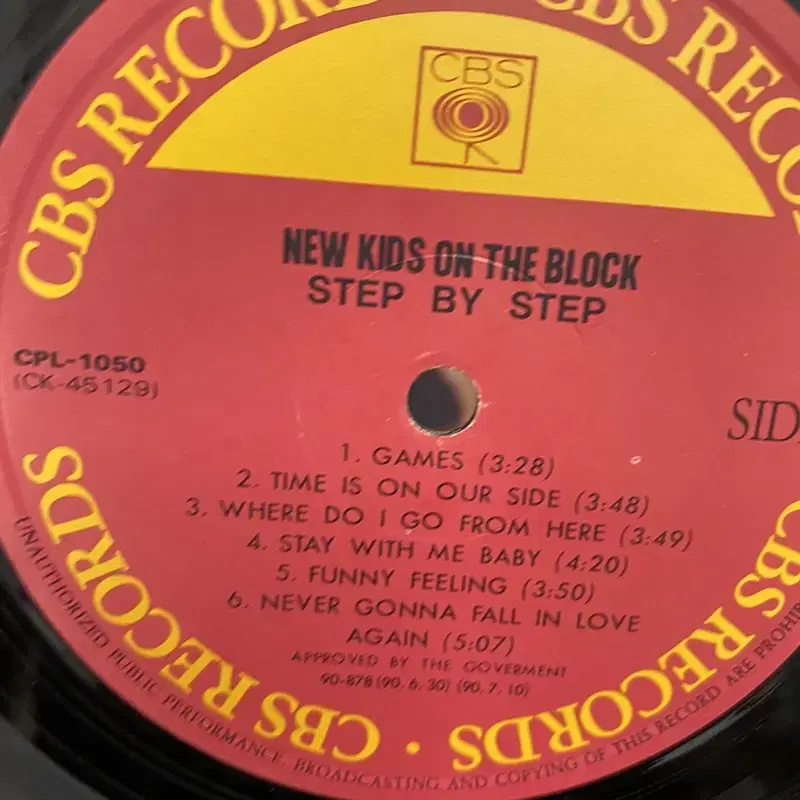 CBS RECORDS
CBS RECORDS
CBS
NEW KIDS ON THE BLOCK
STEP BY STEP
CPL-1050
(CK-45129)
1. GAMES (3:28)
2. TIME IS ON OUR SIDE (3:48)
3. WHERE DO I GO FROM HERE (3:49)
4. STAY WITH ME BABY (4:20)
5. FUNNY FEELING (3:50)
6. NEVER GONNA FALL IN LOVE
AGAIN (5:07)
APPROVED BY THE GOVERMENT
90-878 (90. 6. 30) (90. 7. 10)
CBS RECORDS · CBS RECORDS
UNAUTHORIZED PUBLIC PERFORMANCE, BROADCASTING AND COPYING OF THIS RECORD ARE